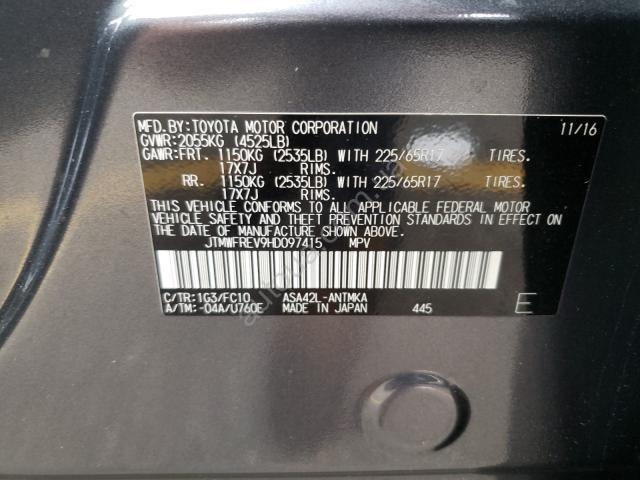 MFD.BY:TOYOTA MOTOR CORPORATION 11/16
GVWR:2055KG (4525LB)
GAWR:FRT. 1150KG (2535LB) WITH 225/65R17 TIRES.
17X7J RIMS.
RR. 1150KG (2535LB) WITH 225/65R17 TIRES.
17X7J RIMS.
THIS VEHICLE CONFORMS TO ALL APPLICABLE FEDERAL MOTOR
VEHICLE SAFETY AND THEFT PREVENTION STANDARDS IN EFFECT ON
THE DATE OF MANUFACTURE SHOWN ABOVE.
JTMWFREV9HD097415 MPV
C/TR:1G3/FC10 ASA42L-ANTMKA
A/TM:-04A/U760E MADE IN JAPAN 445 E